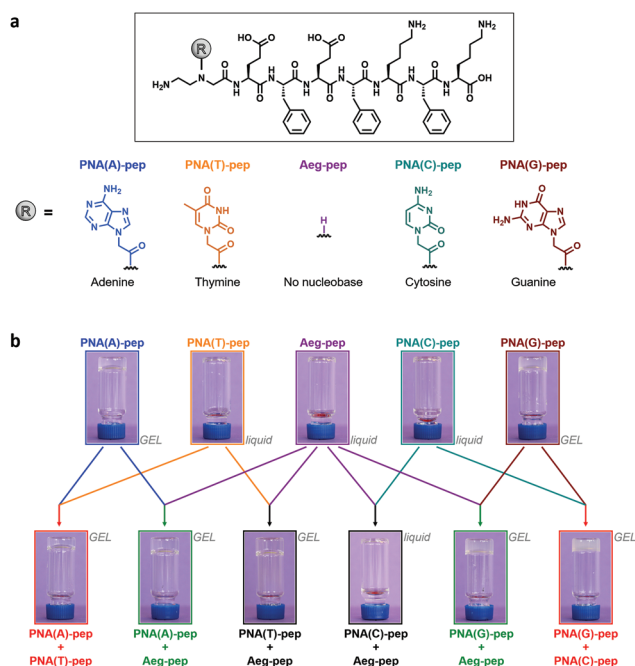 a
R
HO O
HO O
NH₂
NH₂
H₂N N O H N O H N O H N O H N O H N O H N O OH
PNA(A)-pep PNA(T)-pep Aeg-pep PNA(C)-pep PNA(G)-pep
R =
NH₂ N N N N O
O NH N O O
H
NH₂ N N O O
O HN N H₂N N N O
Adenine Thymine No nucleobase Cytosine Guanine
b
PNA(A)-pep PNA(T)-pep Aeg-pep PNA(C)-pep PNA(G)-pep
GEL liquid liquid liquid GEL
GEL GEL GEL liquid GEL GEL
PNA(A)-pep PNA(A)-pep PNA(T)-pep PNA(C)-pep PNA(G)-pep PNA(G)-pep
+ + + + + +
PNA(T)-pep Aeg-pep Aeg-pep Aeg-pep Aeg-pep PNA(C)-pep